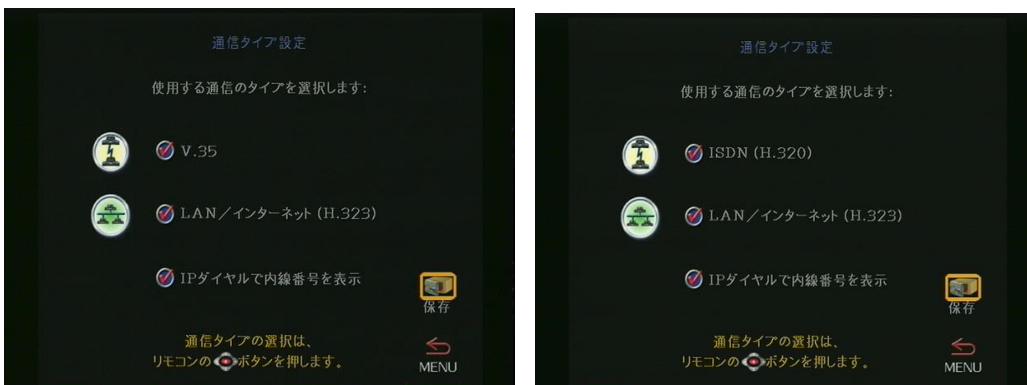 通信タイプ設定
使用する通信のタイプを選択します:
V.35
LAN／インターネット (H.323)
IPダイヤルで内線番号を表示
保存
通信タイプの選択は、
リモコンの ボタンを押します。
MENU
通信タイプ設定
使用する通信のタイプを選択します:
ISDN (H.320)
LAN／インターネット (H.323)
IPダイヤルで内線番号を表示
保存
通信タイプの選択は、
リモコンの ボタンを押します。
MENU